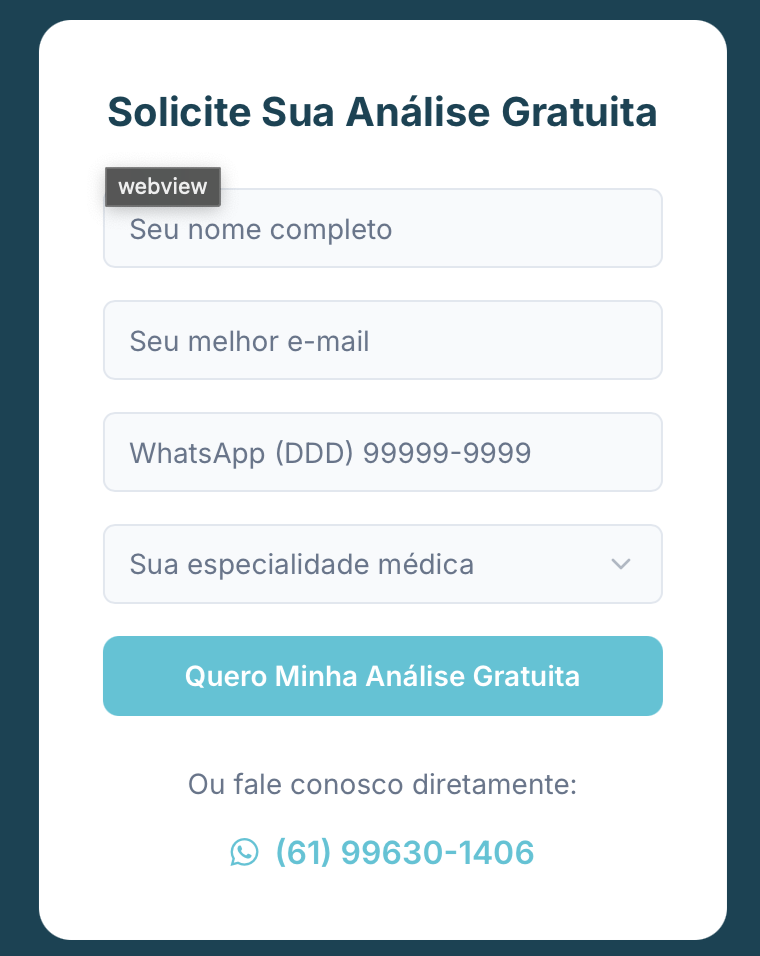 Solicite Sua Análise Gratuita
webview
Seu nome completo
Seu melhor e-mail
WhatsApp (DDD) 99999-9999
Sua especialidade médica
Quero Minha Análise Gratuita
Ou fale conosco diretamente:
(61) 99630-1406